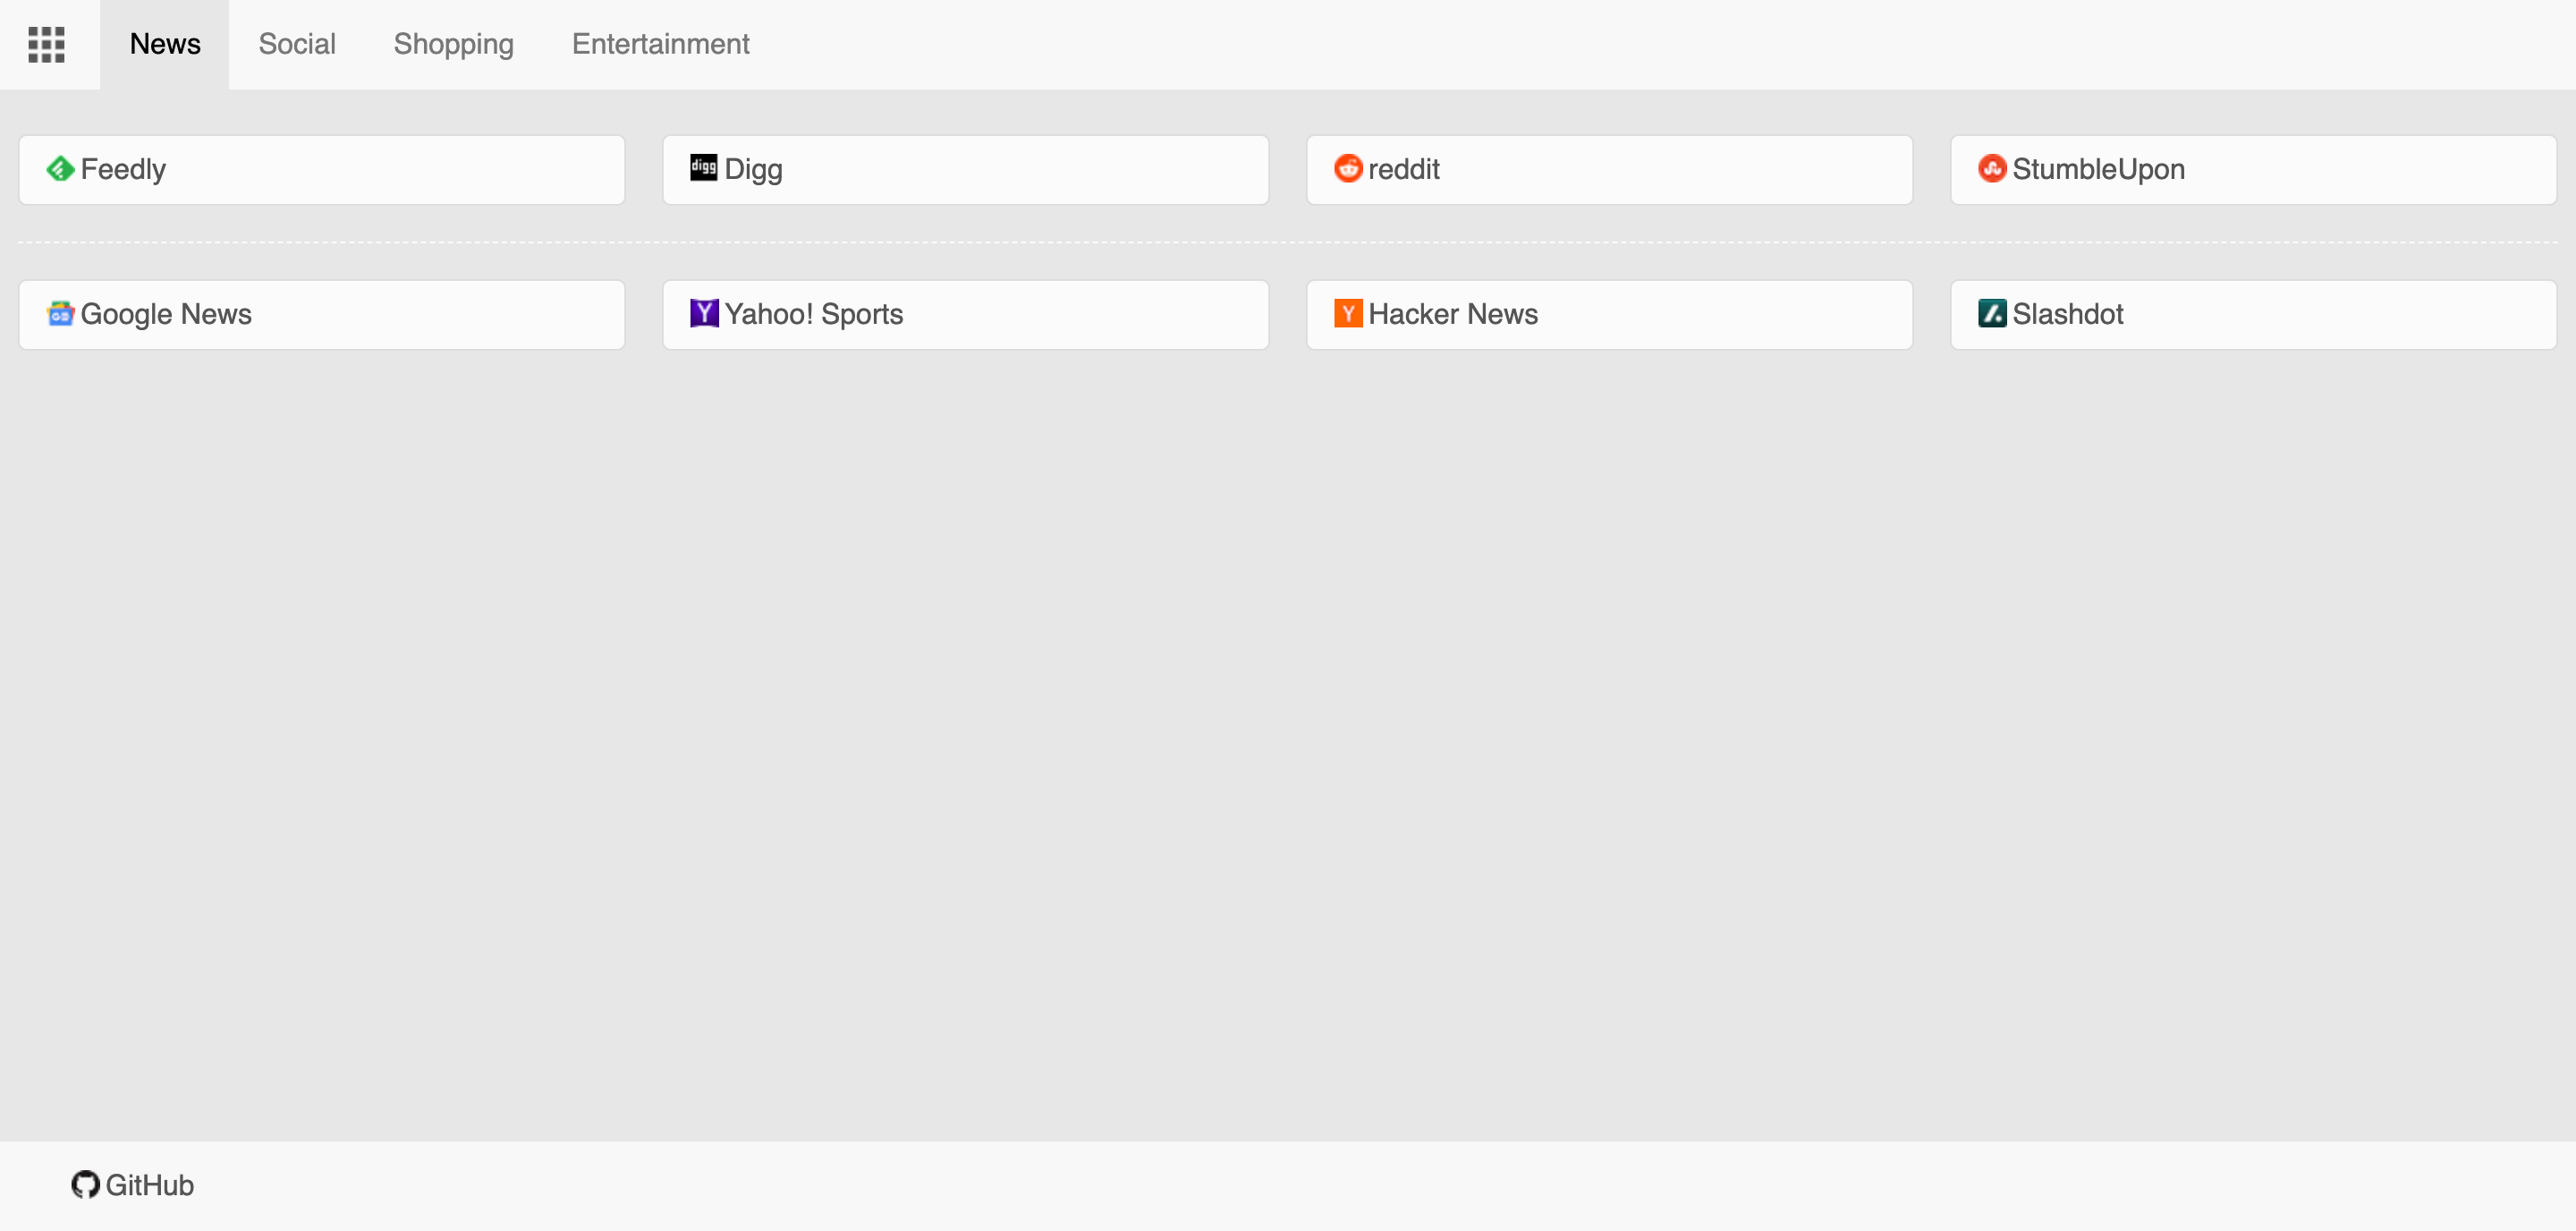 News Social Shopping Entertainment
Feedly digg Digg reddit StumbleUpon
Google News Y Yahoo! Sports Y Hacker News Slashdot
GitHub